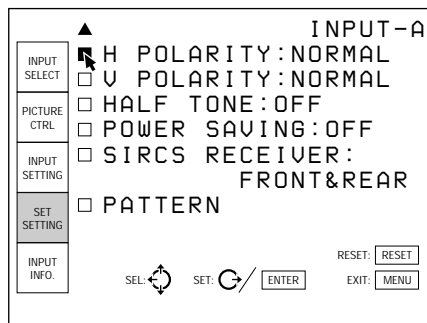 INPUT-A
INPUT
SELECT
PICTURE
CTRL
INPUT
SETTING
SET
SETTING
INPUT
INFO.
H POLARITY:NORMAL
V POLARITY:NORMAL
HALF TONE:OFF
POWER SAVING:OFF
SIRCS RECEIVER:
FRONT&REAR
PATTERN
RESET: RESET
SEL: SET: / ENTER EXIT: MENU